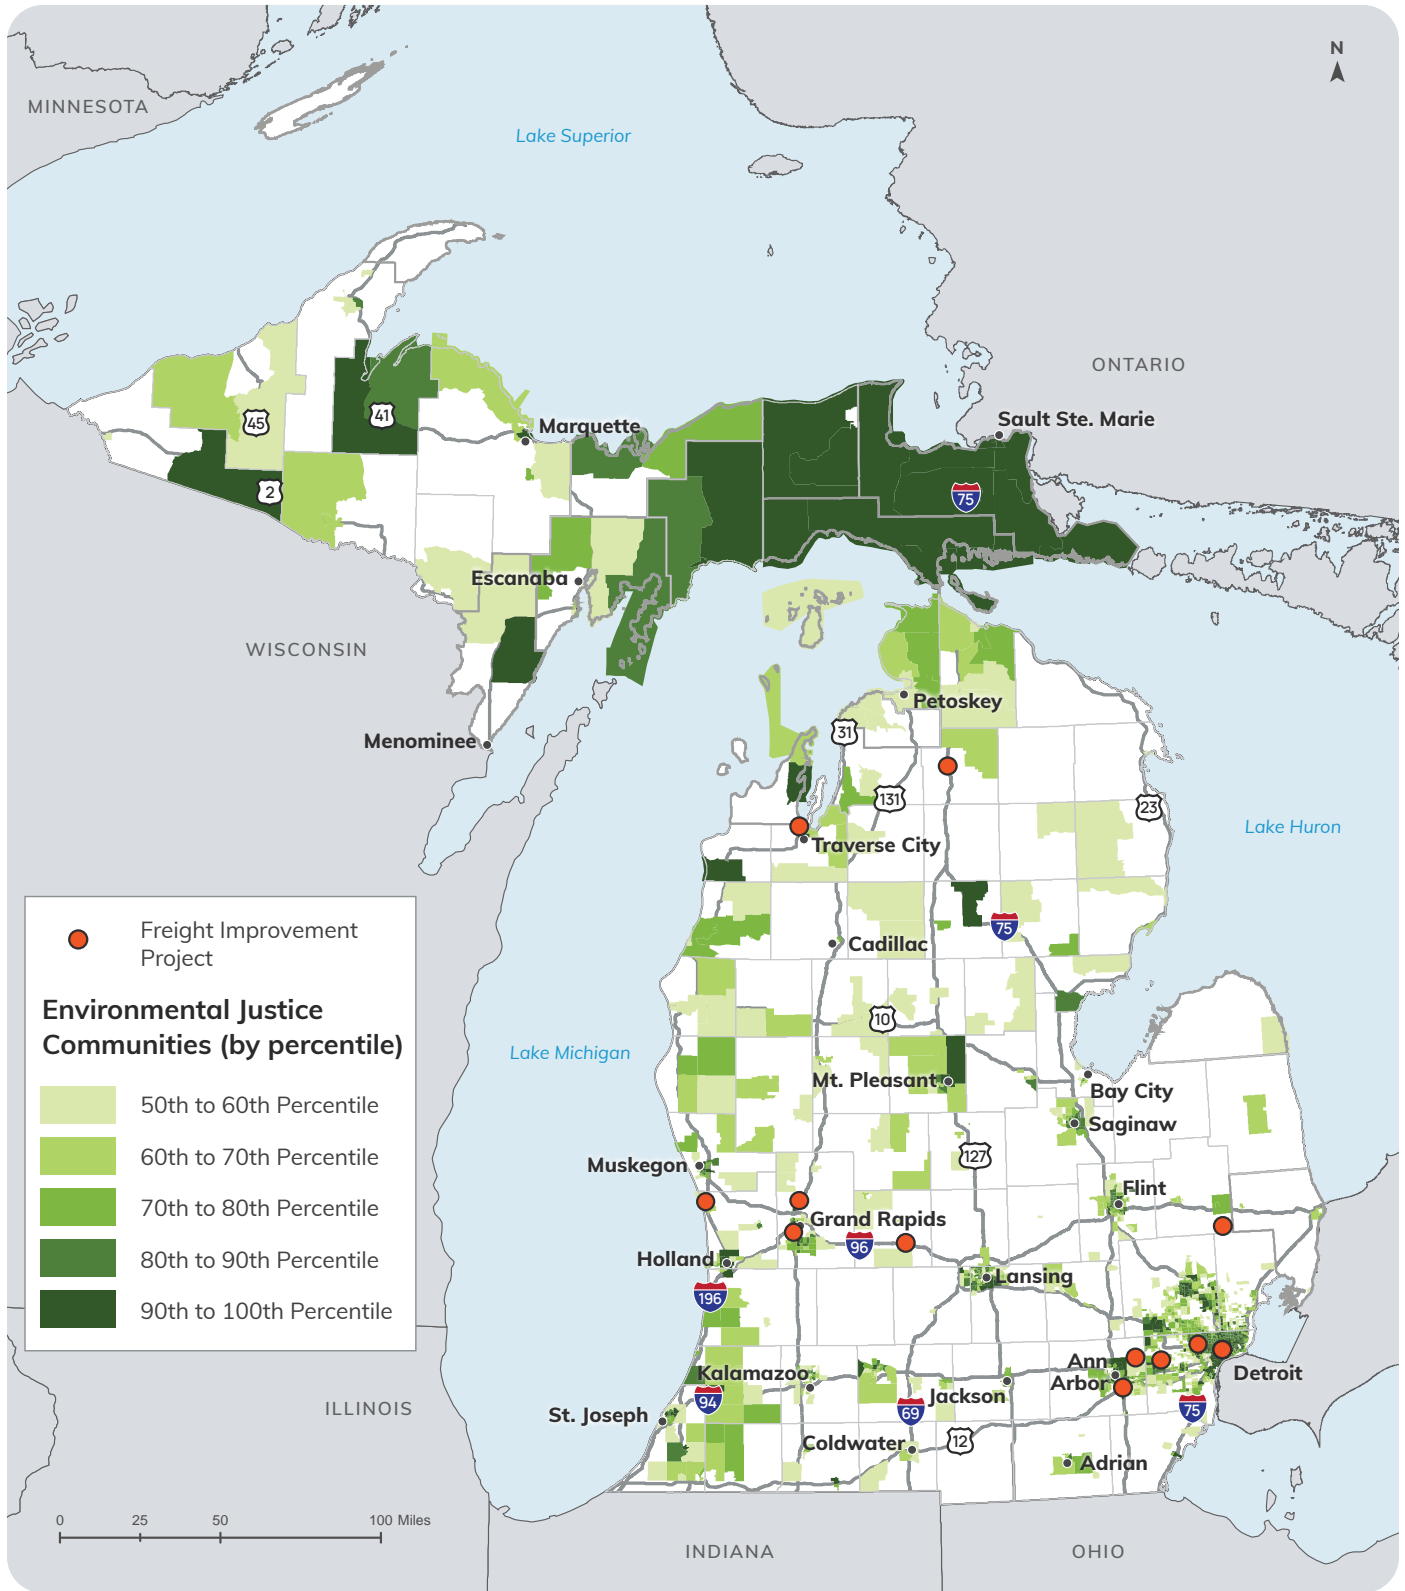 N
MINNESOTA
Lake Superior
ONTARIO
45
41
Marquette
Sault Ste. Marie
2
75
Escanaba
WISCONSIN
Petoskey
Menominee
31
131
23
Lake Huron
Traverse City
75
Cadillac
10
Lake Michigan
Mt. Pleasant
Bay City
Saginaw
127
Muskegon
Flint
Grand Rapids
96
Holland
Lansing
196
Ann
Arbor
Detroit
Kalamazoo
Jackson
94
69
75
St. Joseph
Coldwater
12
Adrian
ILLINOIS
INDIANA
OHIO
Freight Improvement
Project
Environmental Justice
Communities (by percentile)
50th to 60th Percentile
60th to 70th Percentile
70th to 80th Percentile
80th to 90th Percentile
90th to 100th Percentile
0 25 50 100 Miles